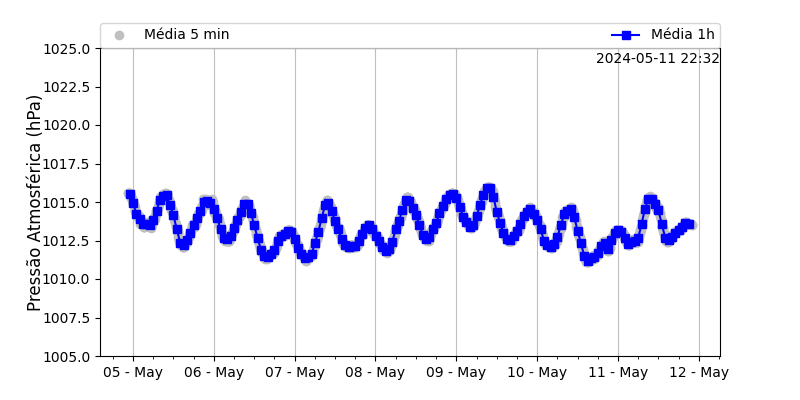 Média 5 min
Média 1h
2024-05-11 22:32
Pressão Atmosférica (hPa)
1025.0
1022.5
1020.0
1017.5
1015.0
1012.5
1010.0
1007.5
1005.0
05 - May
06 - May
07 - May
08 - May
09 - May
10 - May
11 - May
12 - May